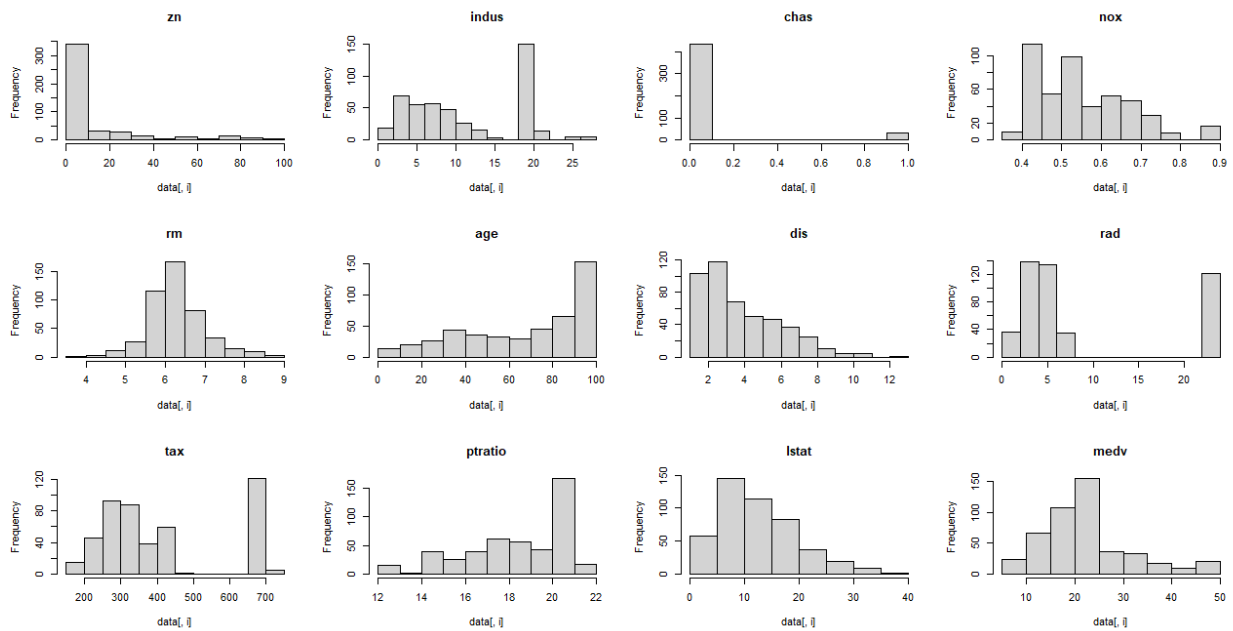 zn
Frequency
0 100 200 300
0 20 40 60 80 100
data[, i]
indus
Frequency
0 50 100 150
0 5 10 15 20 25
data[, i]
chas
Frequency
0 100 300
0.0 0.2 0.4 0.6 0.8 1.0
data[, i]
nox
Frequency
0 20 60 100
0.4 0.5 0.6 0.7 0.8 0.9
data[, i]
rm
Frequency
0 50 100 150
4 5 6 7 8 9
data[, i]
age
Frequency
0 50 100 150
0 20 40 60 80 100
data[, i]
dis
Frequency
0 40 80 120
2 4 6 8 10 12
data[, i]
rad
Frequency
0 40 80 120
0 5 10 15 20
data[, i]
tax
Frequency
0 40 80 120
200 300 400 500 600 700
data[, i]
ptratio
Frequency
0 50 100 150
12 14 16 18 20 22
data[, i]
lstat
Frequency
0 50 100 150
0 10 20 30 40
data[, i]
medv
Frequency
0 50 100 150
10 20 30 40 50
data[, i]